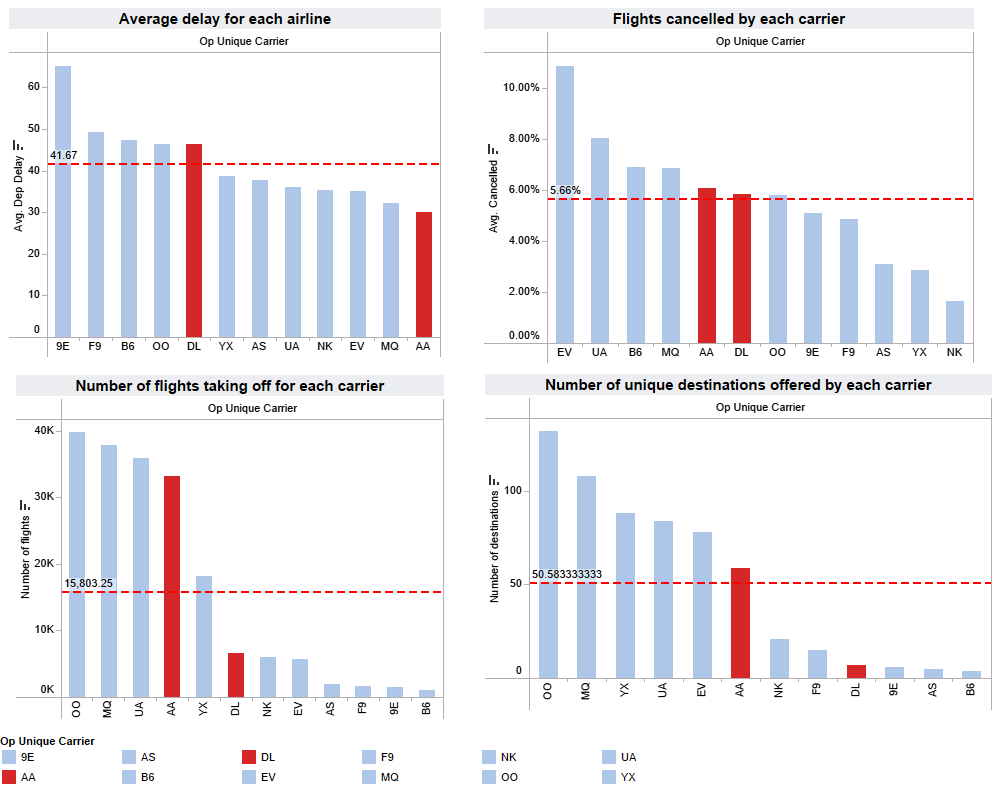 Average delay for each airline
Op Unique Carrier
Avg. Dep Delay
60
50
40
30
20
10
0
41.67
9E F9 B6 OO DL YX AS UA NK EV MQ AA
Flights cancelled by each carrier
Op Unique Carrier
Avg. Cancelled
10.00%
8.00%
6.00%
4.00%
2.00%
0.00%
5.66%
EV UA B6 MQ AA DL OO 9E F9 AS YX NK
Number of flights taking off for each carrier
Op Unique Carrier
Number of flights
40K
30K
20K
10K
0K
15,803.25
OO MQ UA AA YX DL NK EV AS F9 9E B6
Number of unique destinations offered by each carrier
Op Unique Carrier
Number of destinations
100
50
0
50.583333333
OO MQ YX UA EV AA NK F9 DL 9E AS B6
Op Unique Carrier
9E AS DL F9 NK UA
AA B6 EV MQ OO YX